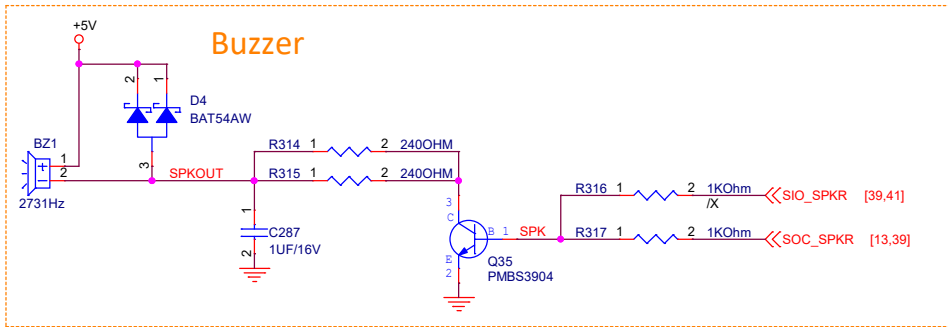 +5V
Buzzer
2
1
D4
BAT54AW
BZ1
1
2
3
SPKOUT
2731Hz
R314 1 2 240OHM
R315 1 2 240OHM
1
C287
1UF/16V
2
3
C
B 1 SPK
E
2
Q35
PMBS3904
R316 1 2 1KOhm
/X
SIO_SPKR [39,41]
R317 1 2 1KOhm
SOC_SPKR [13,39]